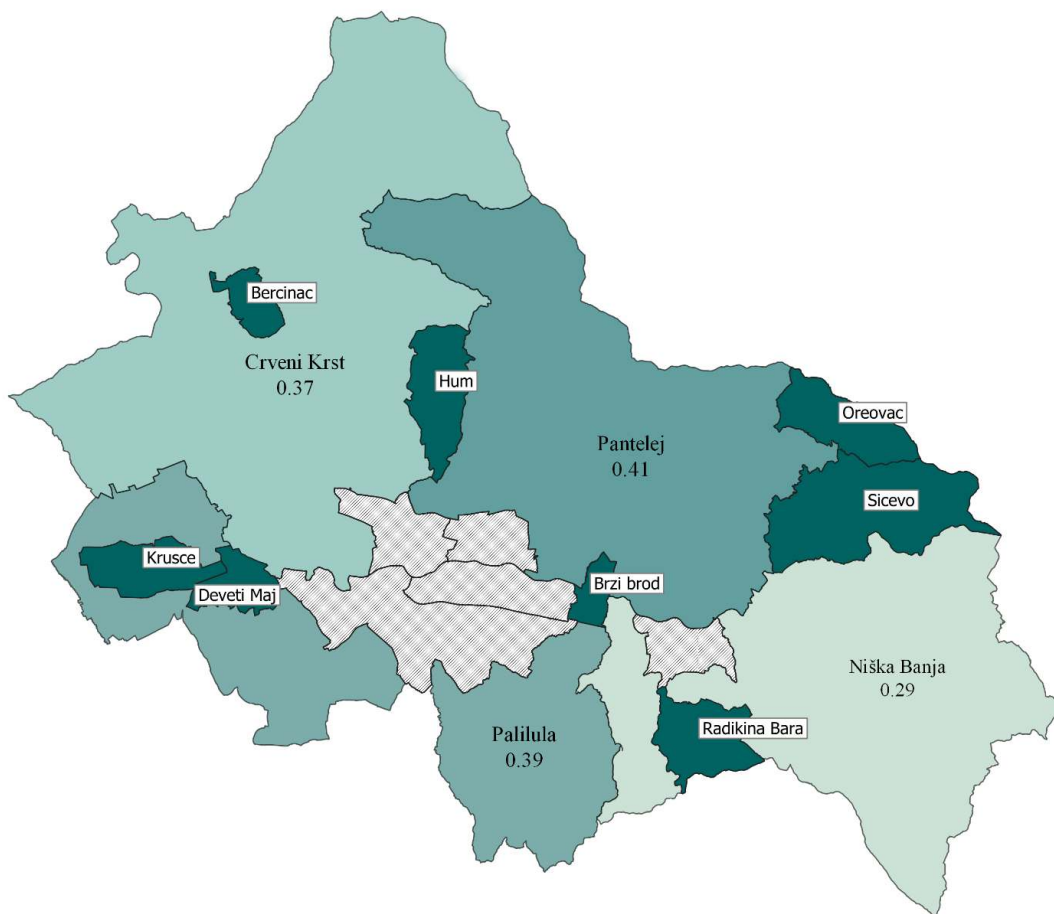 Bercinac
Crveni Krst
0.37
Hum
Oreovac
Pantelej
0.41
Sicevo
Krusce
Deveti Maj
Brzi brod
Niška Banja
0.29
Radikina Bara
Palilula
0.39